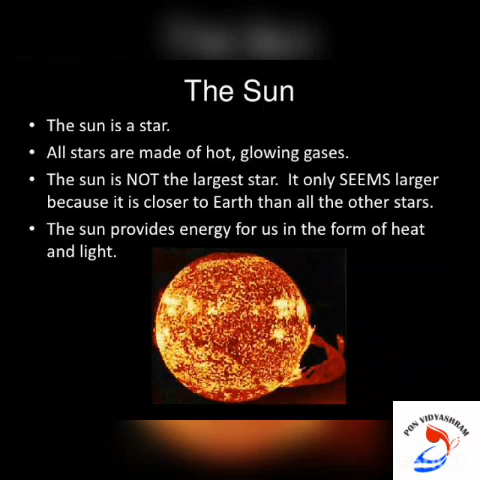 The Sun
• The sun is a star.
• All stars are made of hot, glowing gases.
• The sun is NOT the largest star. It only SEEMS larger
because it is closer to Earth than all the other stars.
• The sun provides energy for us in the form of heat
and light.
PON VIDYASHRAM